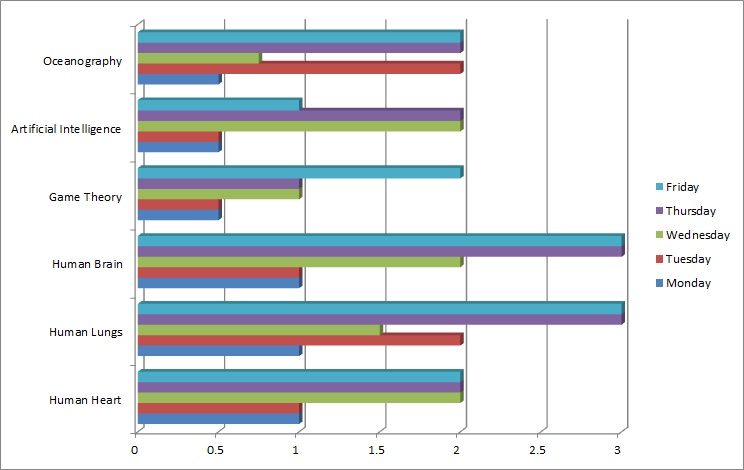 Oceanography
Artificial Intelligence
Game Theory
Human Brain
Human Lungs
Human Heart
0 0.5 1 1.5 2 2.5 3
Friday
Thursday
Wednesday
Tuesday
Monday